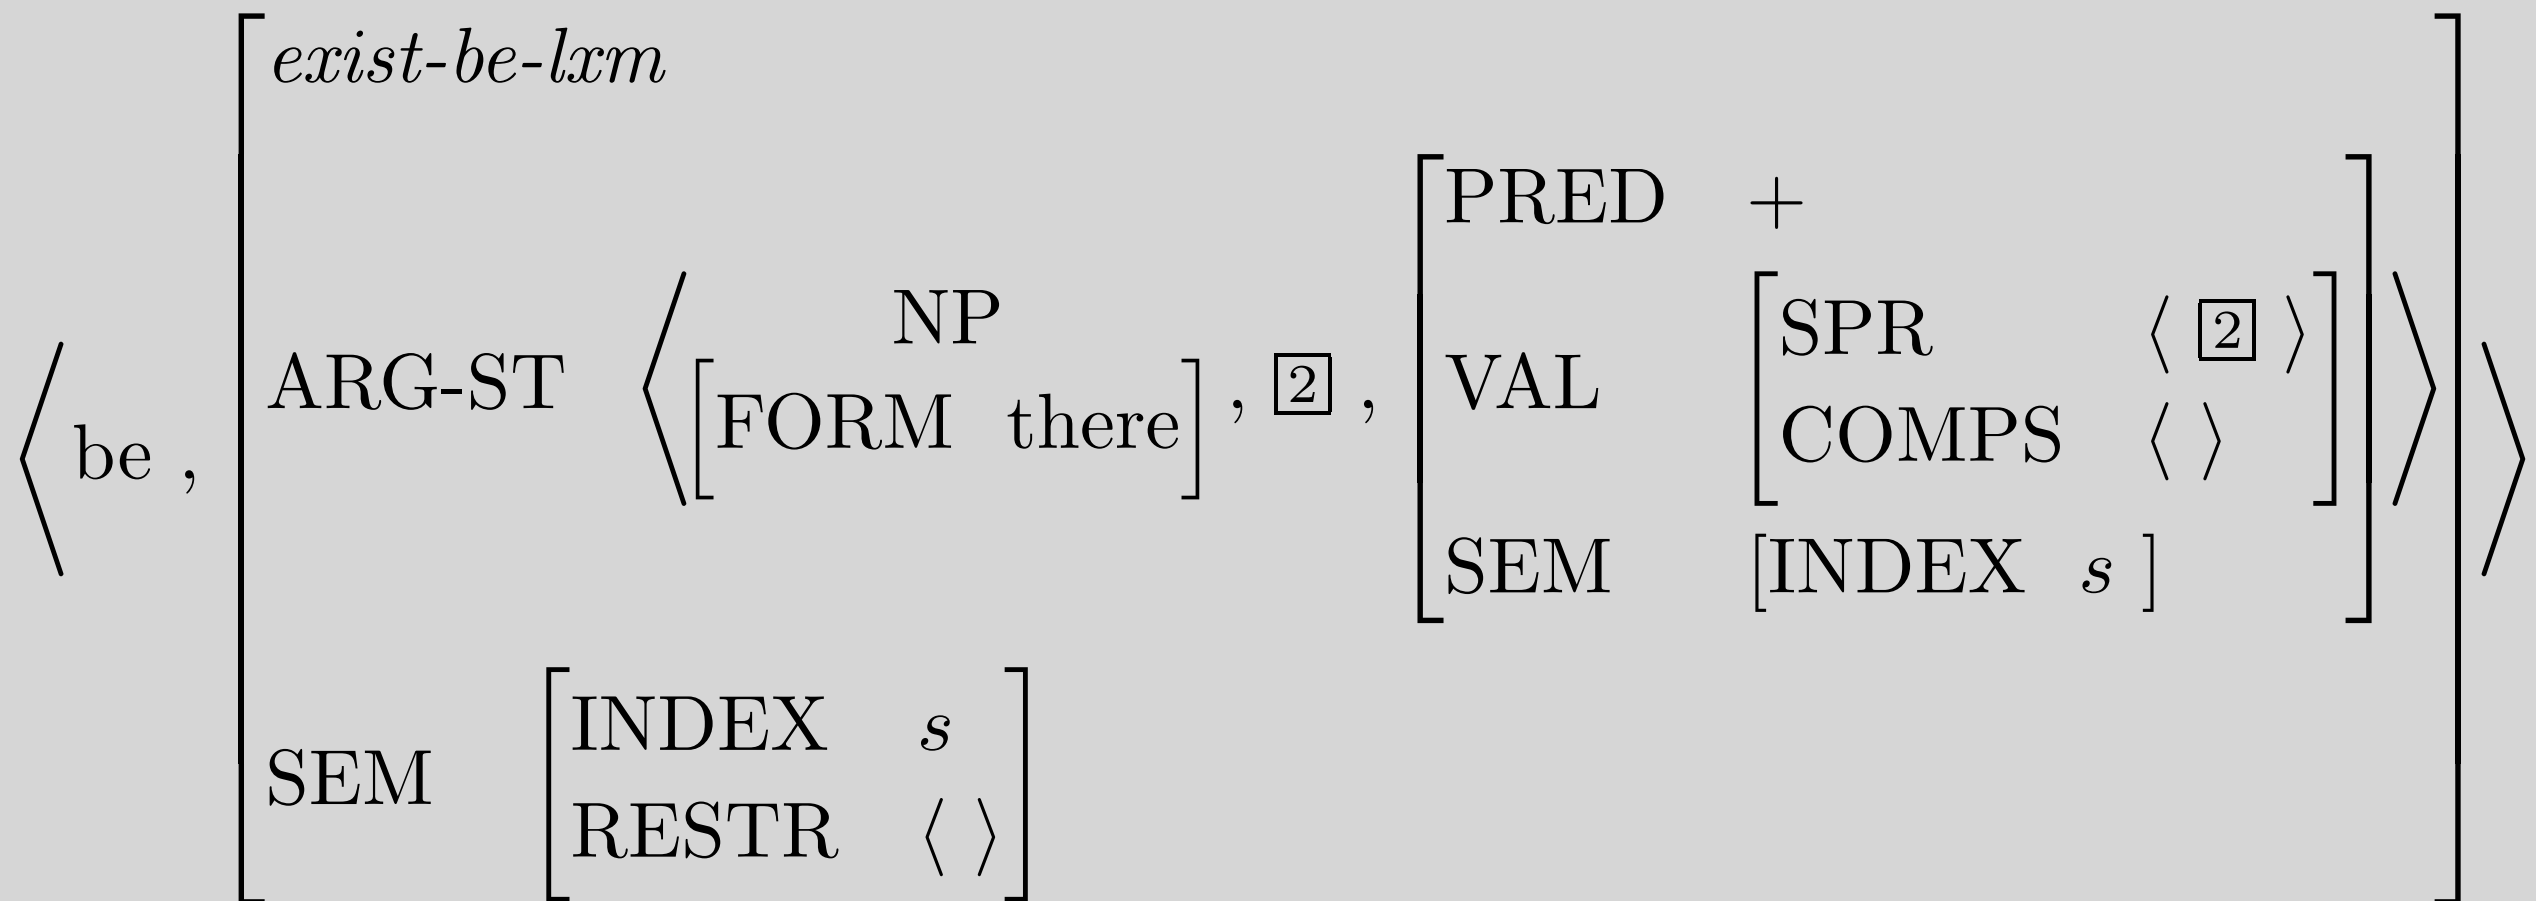 exist-be-lxm
PRED +
NP
SPR ⟨ 2 ⟩
⟨ be , ARG-ST ⟨ [FORM there] , 2 , VAL
COMPS ⟨ ⟩ ⟩ ⟩
SEM [INDEX s ]
INDEX s
SEM
RESTR ⟨ ⟩